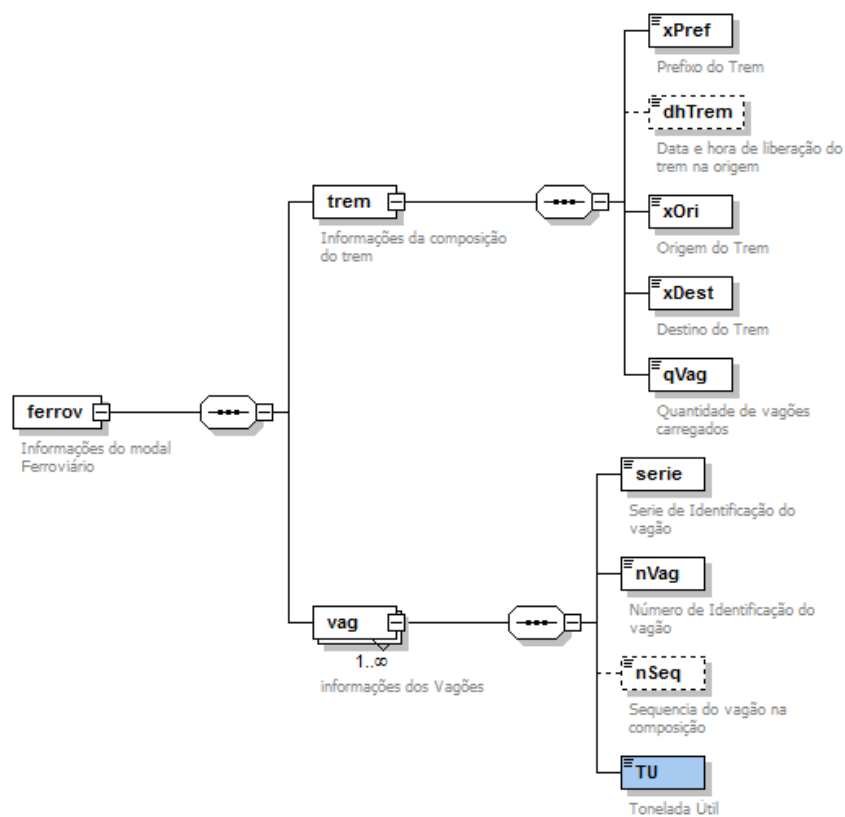 ferrov
Informações do modal
Ferroviário
trem
Informações da composição
do trem
xPref
Prefixo do Trem
dhTrem
Data e hora de liberação do
trem na origem
xOri
Origem do Trem
xDest
Destino do Trem
qVag
Quantidade de vagões
carregados
vag
1..∞
informações dos Vagões
serie
Serie de Identificação do
vagão
nVag
Número de Identificação do
vagão
nSeq
Sequencia do vagão na
composição
TU
Tonelada Útil